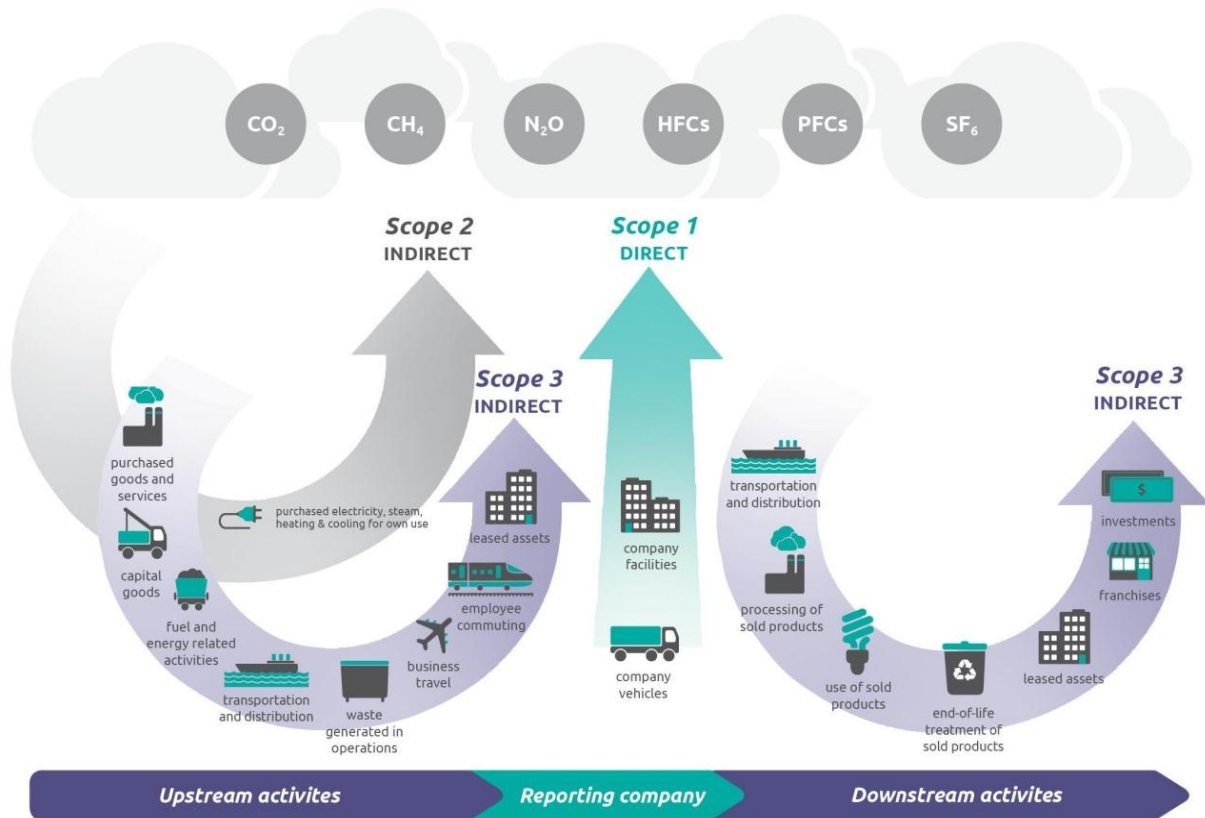 CO₂
CH₄
N₂O
HFCs
PFCs
SF₆
Scope 2
INDIRECT
Scope 1
DIRECT
Scope 3
INDIRECT
Scope 3
INDIRECT
purchased
goods and
services
capital
goods
fuel and
energy related
activities
transportation
and distribution
waste
generated in
operations
business
travel
employee
commuting
leased assets
purchased electricity, steam,
heating & cooling for own use
company
facilities
company
vehicles
transportation
and distribution
processing of
sold products
use of sold
products
end-of-life
treatment of
sold products
leased assets
franchises
$
investments
Upstream activites
Reporting company
Downstream activites